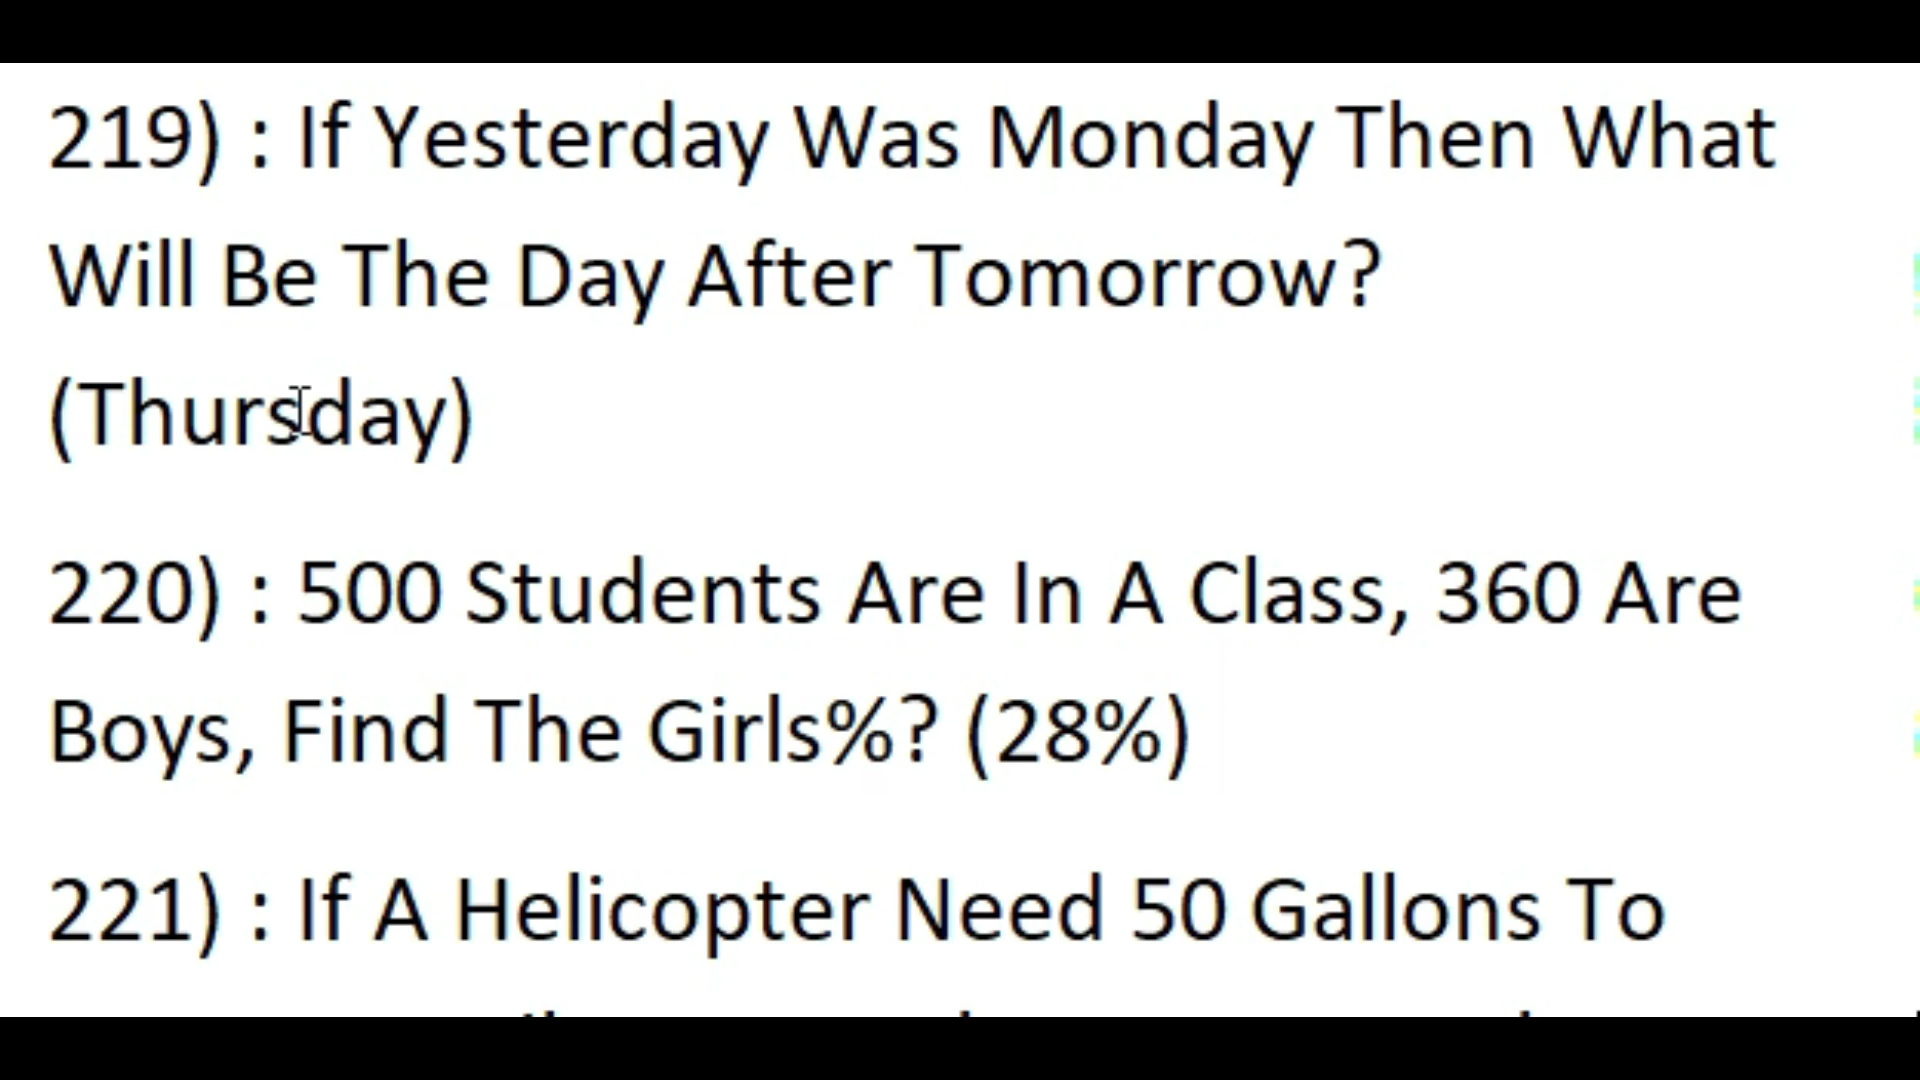 219) : If Yesterday Was Monday Then What
Will Be The Day After Tomorrow?
(Thursday)
220) : 500 Students Are In A Class, 360 Are
Boys, Find The Girls%? (28%)
221) : If A Helicopter Need 50 Gallons To